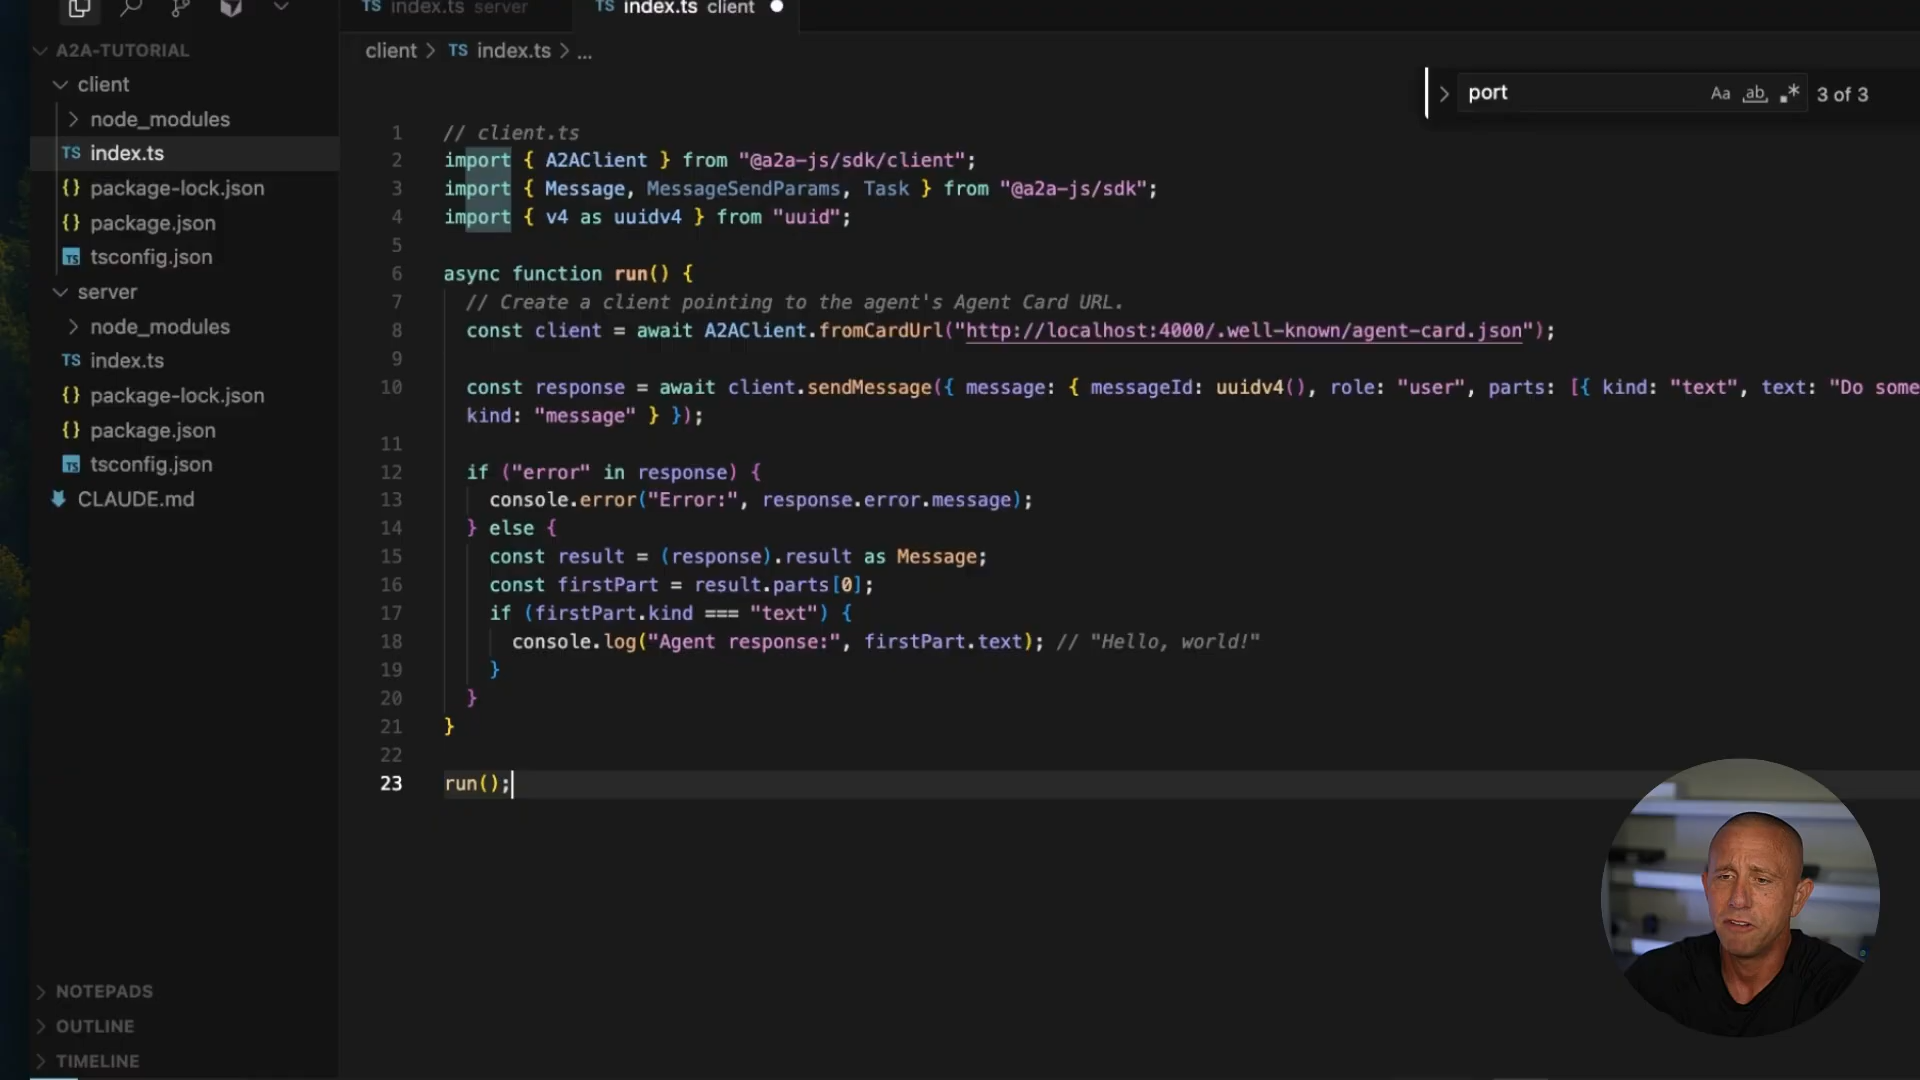 TS index.ts server
TS index.ts client
A2A-TUTORIAL
client
node_modules
TS index.ts
{} package-lock.json
{} package.json
TS tsconfig.json
server
node_modules
TS index.ts
{} package-lock.json
{} package.json
TS tsconfig.json
CLAUDE.md
NOTEPADS
OUTLINE
TIMELINE
client > TS index.ts > ...
port Aa ab .* 3 of 3
1 // client.ts
2 import { A2AClient } from "@a2a-js/sdk/client";
3 import { Message, MessageSendParams, Task } from "@a2a-js/sdk";
4 import { v4 as uuidv4 } from "uuid";
5
6 async function run() {
7 // Create a client pointing to the agent's Agent Card URL.
8 const client = await A2AClient.fromCardUrl("http://localhost:4000/.well-known/agent-card.json");
9
10 const response = await client.sendMessage({ message: { messageId: uuidv4(), role: "user", parts: [{ kind: "text", text: "Do some
kind: "message" } });
11
12 if ("error" in response) {
13 console.error("Error:", response.error.message);
14 } else {
15 const result = (response).result as Message;
16 const firstPart = result.parts[0];
17 if (firstPart.kind === "text") {
18 console.log("Agent response:", firstPart.text); // "Hello, world!"
19 }
20 }
21 }
22
23 run();